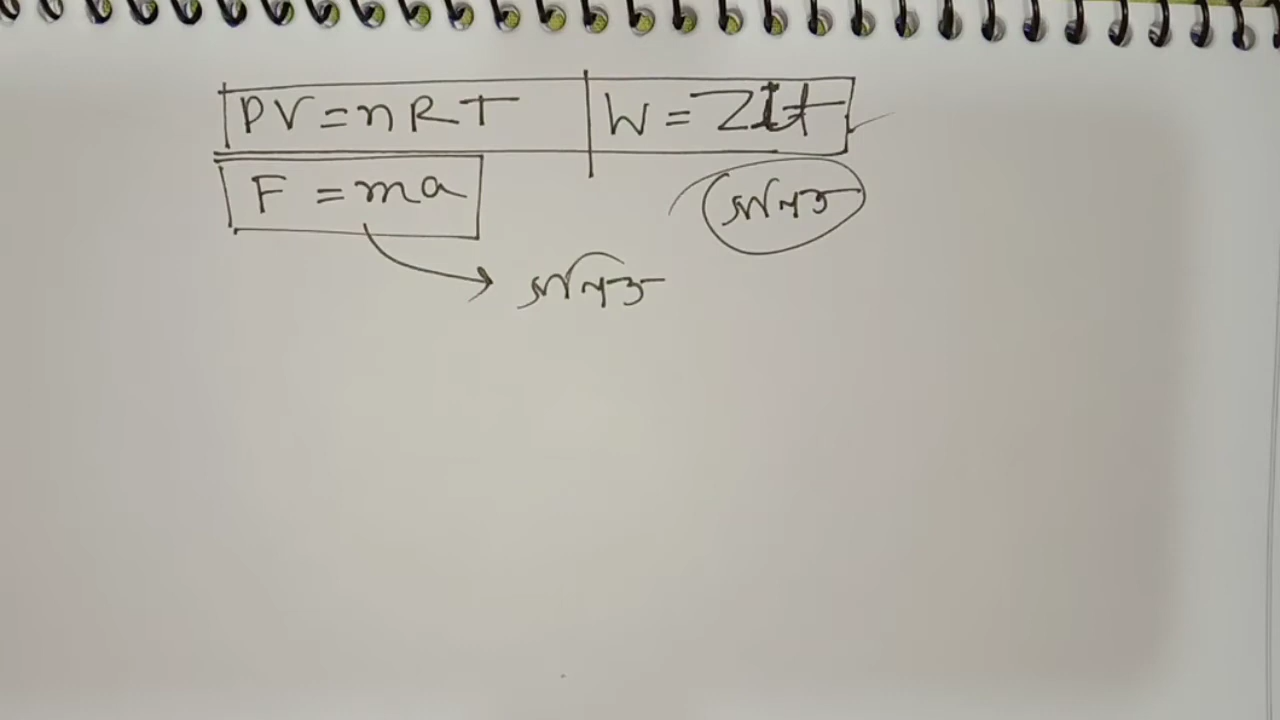 PV = nRT W = ZIt
F = ma